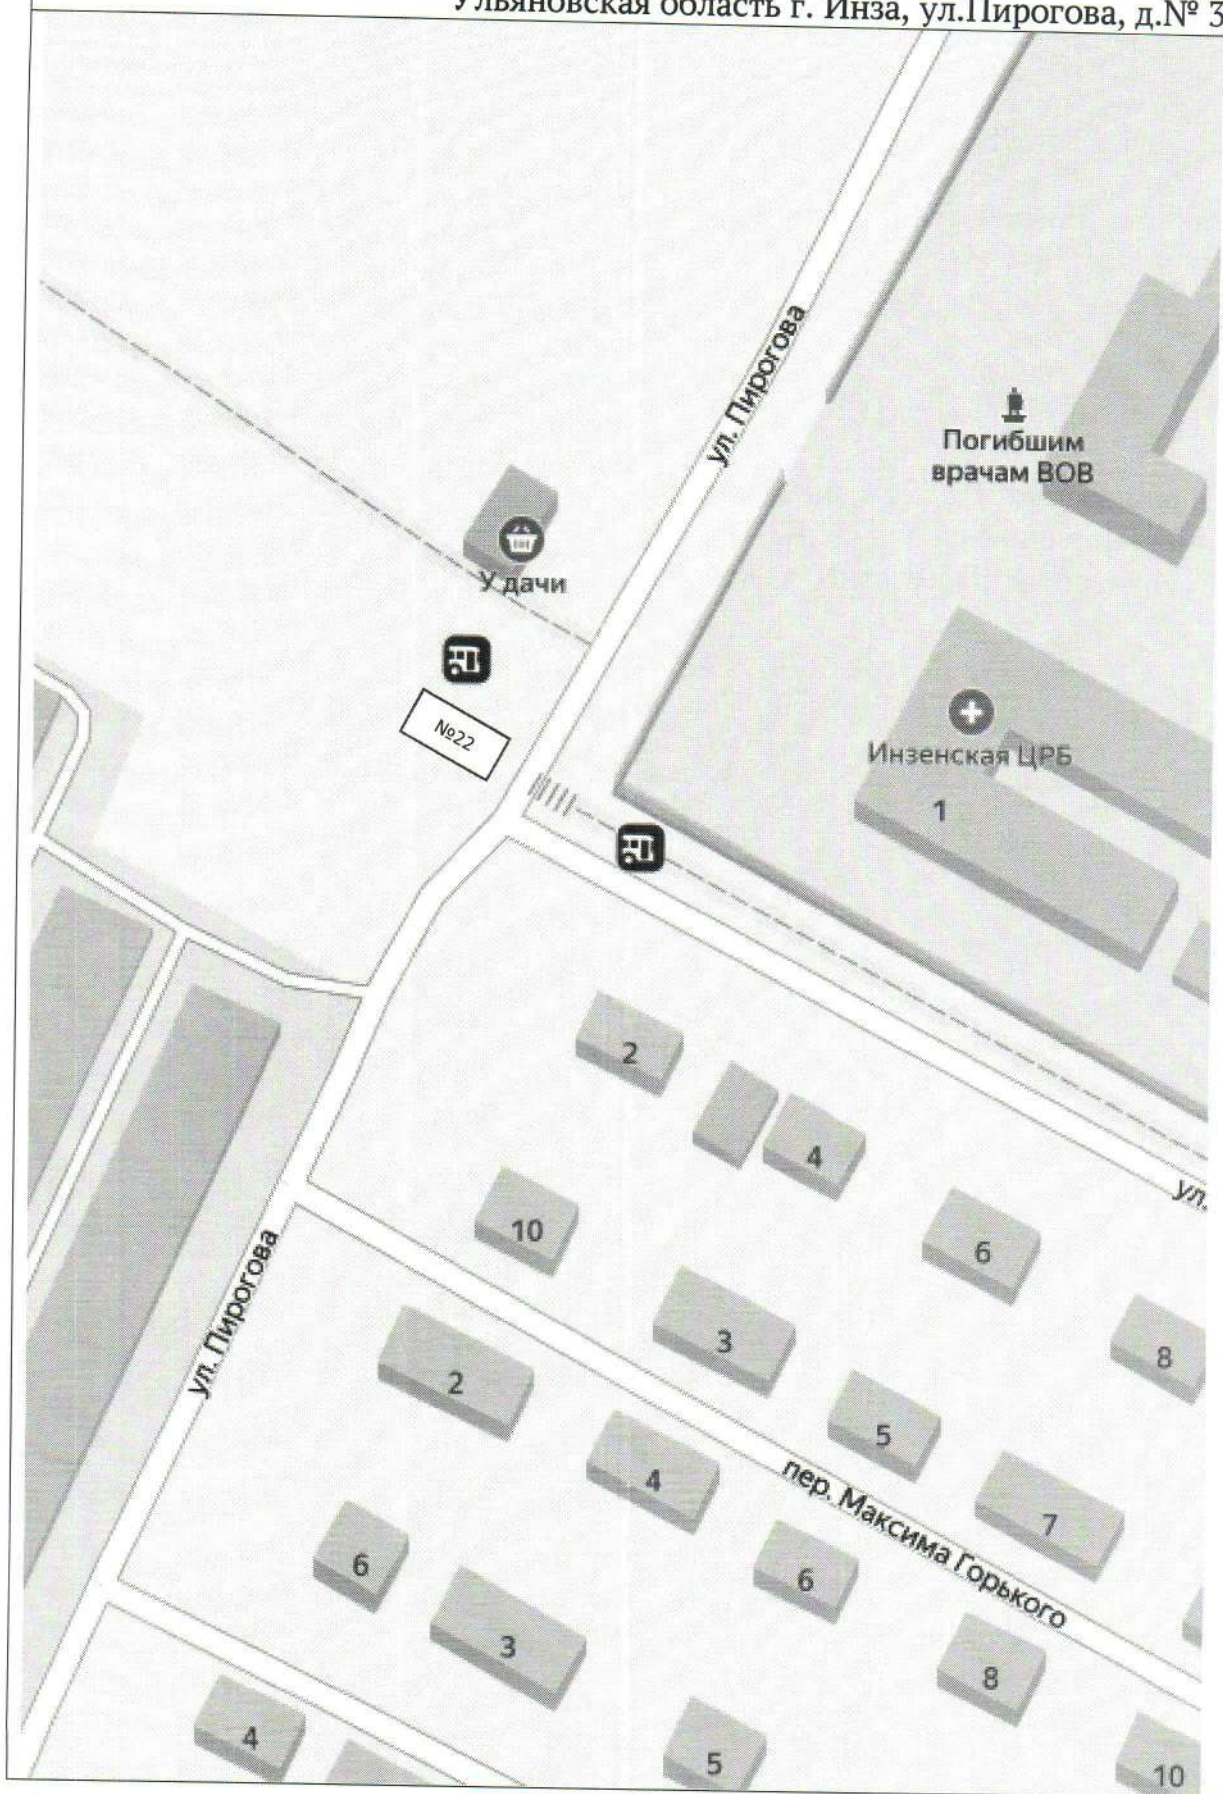 Ульяновская область г. Инза, ул.Пирогова, д.№ 3
ул. Пирогова
Погибшим
врачам ВОВ
У дачи
№22
Инзенская ЦРБ
1
2
4
ул.
10
6
3
8
2
5
4
7
пер. Максима Горького
6
6
3
8
4
5
10
ул. Пирогова